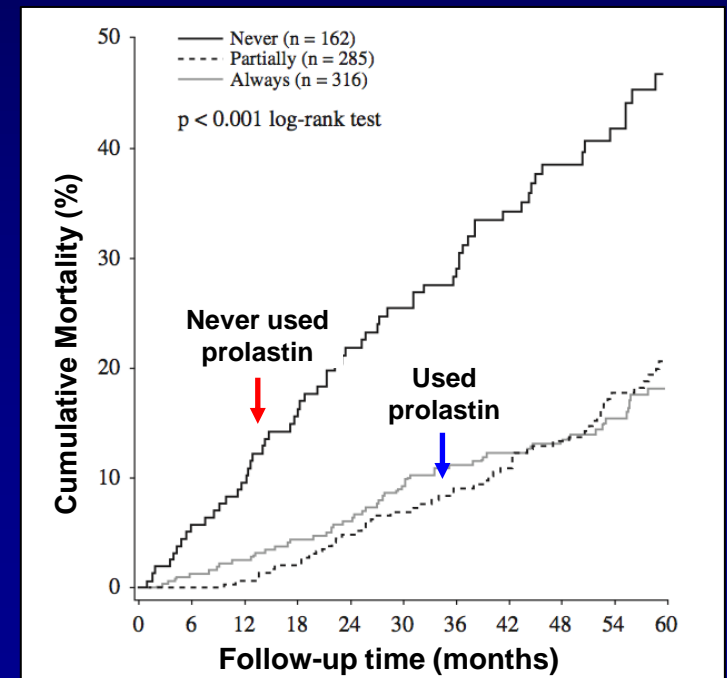 50
40
30
20
10
0
Cumulative Mortality (%)
Never (n = 162)
Partially (n = 285)
Always (n = 316)
p < 0.001 log-rank test
Never used
prolastin
Used
prolastin
0 6 12 18 24 30 36 42 48 54 60
Follow-up time (months)